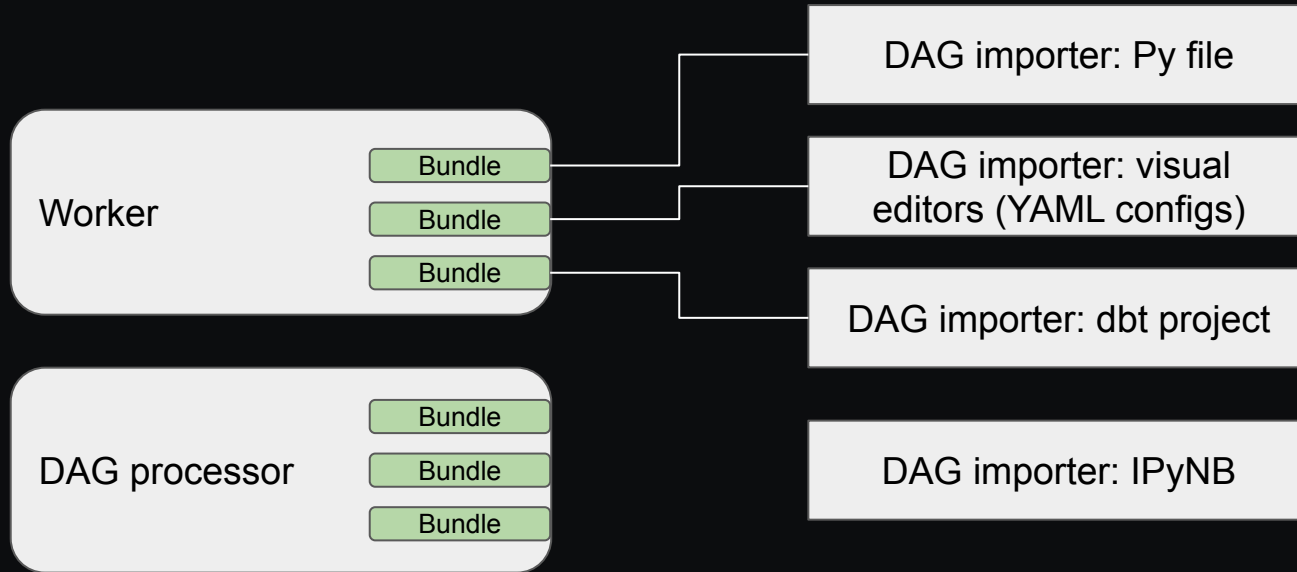 Worker
Bundle
Bundle
Bundle
DAG processor
Bundle
Bundle
Bundle
DAG importer: Py file
DAG importer: visual
editors (YAML configs)
DAG importer: dbt project
DAG importer: IPyNB